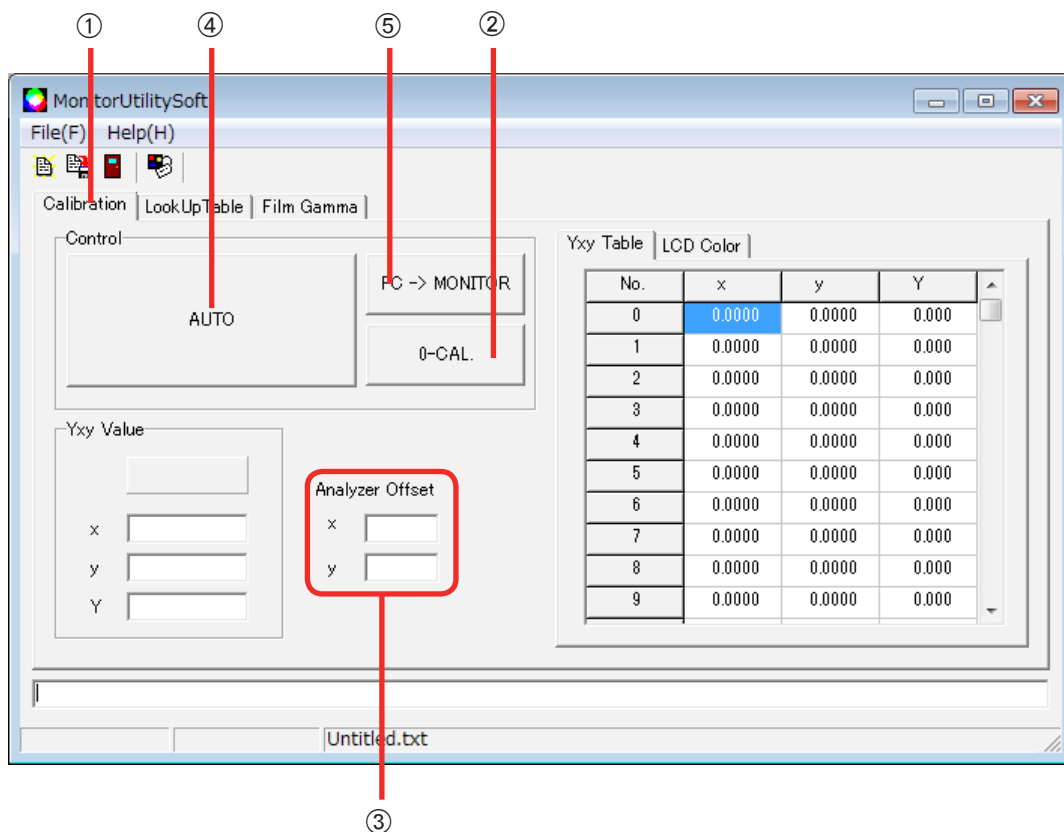 ① ④ ⑤ ②
MonitorUtilitySoft
File(F) Help(H)
Calibration LookUpTable Film Gamma
Control
AUTO
PC -> MONITOR
0-CAL.
Yxy Value
x
y
Y
Analyzer Offset
x
y
Yxy Table LCD Color
No. x y Y
0 0.0000 0.0000 0.000
1 0.0000 0.0000 0.000
2 0.0000 0.0000 0.000
3 0.0000 0.0000 0.000
4 0.0000 0.0000 0.000
5 0.0000 0.0000 0.000
6 0.0000 0.0000 0.000
7 0.0000 0.0000 0.000
8 0.0000 0.0000 0.000
9 0.0000 0.0000 0.000
Untitled.txt
③